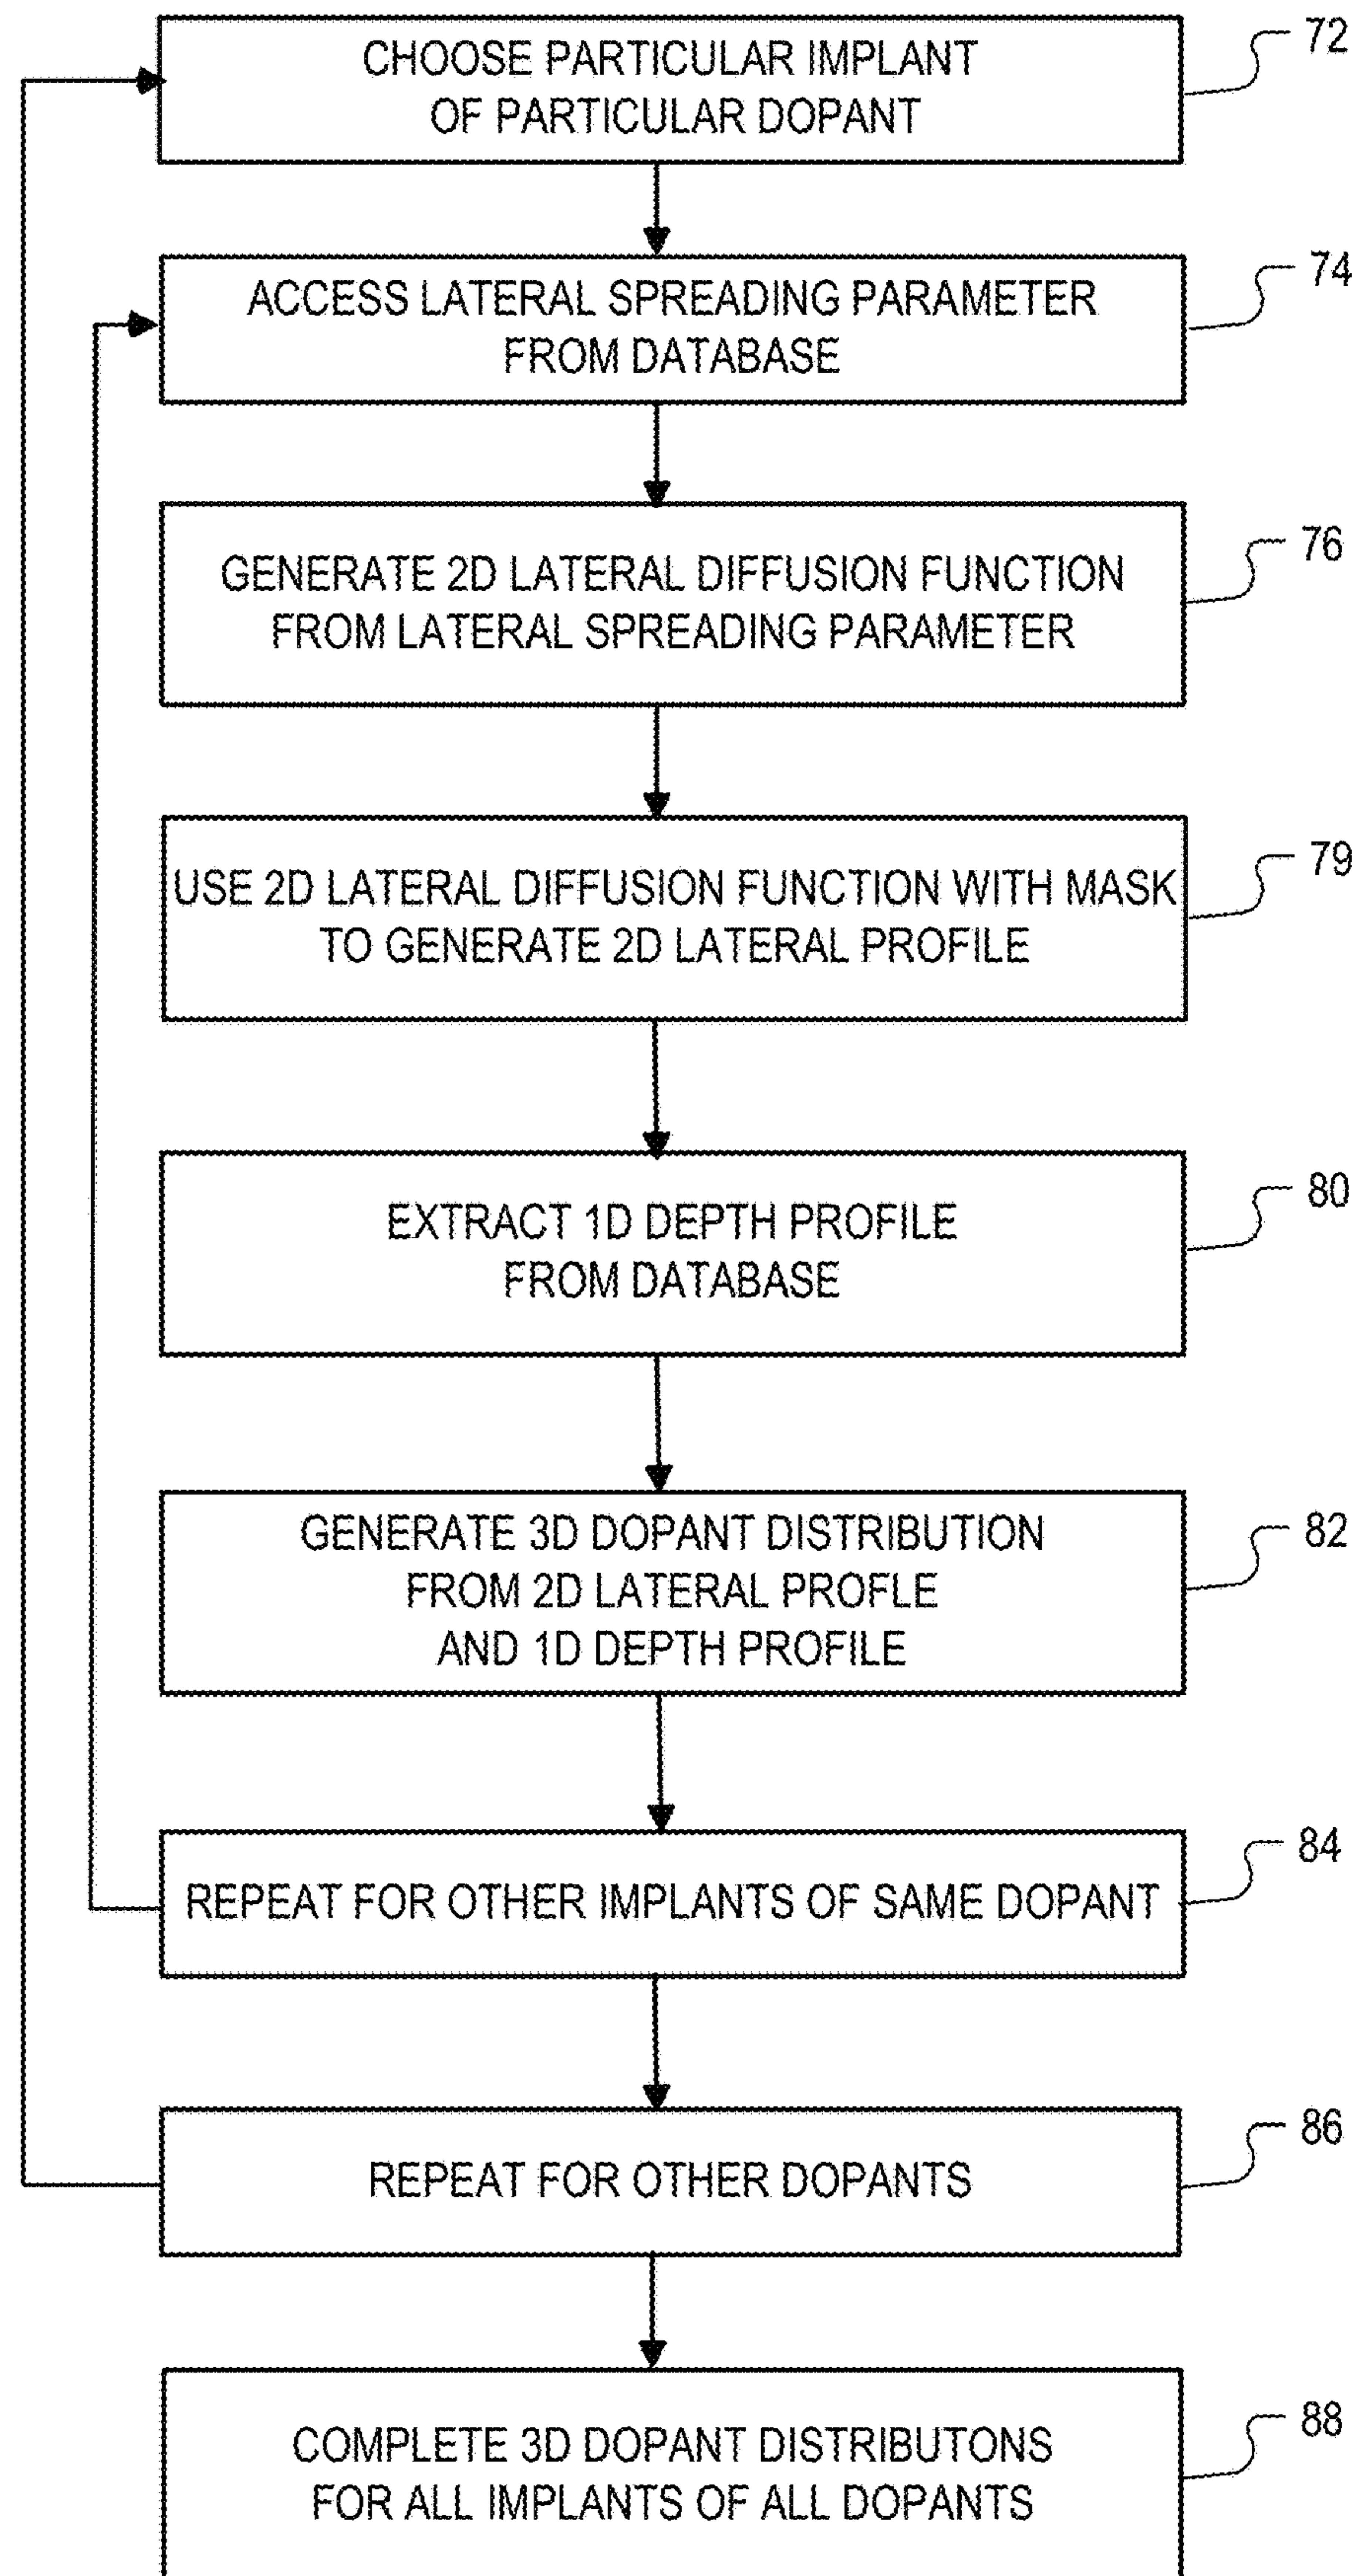 CHOOSE PARTICULAR IMPLANT
OF PARTICULAR DOPANT
72
ACCESS LATERAL SPREADING PARAMETER
FROM DATABASE
74
GENERATE 2D LATERAL DIFFUSION FUNCTION
FROM LATERAL SPREADING PARAMETER
76
USE 2D LATERAL DIFFUSION FUNCTION WITH MASK
TO GENERATE 2D LATERAL PROFILE
79
EXTRACT 1D DEPTH PROFILE
FROM DATABASE
80
GENERATE 3D DOPANT DISTRIBUTION
FROM 2D LATERAL PROFLE
AND 1D DEPTH PROFILE
82
REPEAT FOR OTHER IMPLANTS OF SAME DOPANT
84
REPEAT FOR OTHER DOPANTS
86
COMPLETE 3D DOPANT DISTRIBUTONS
FOR ALL IMPLANTS OF ALL DOPANTS
88